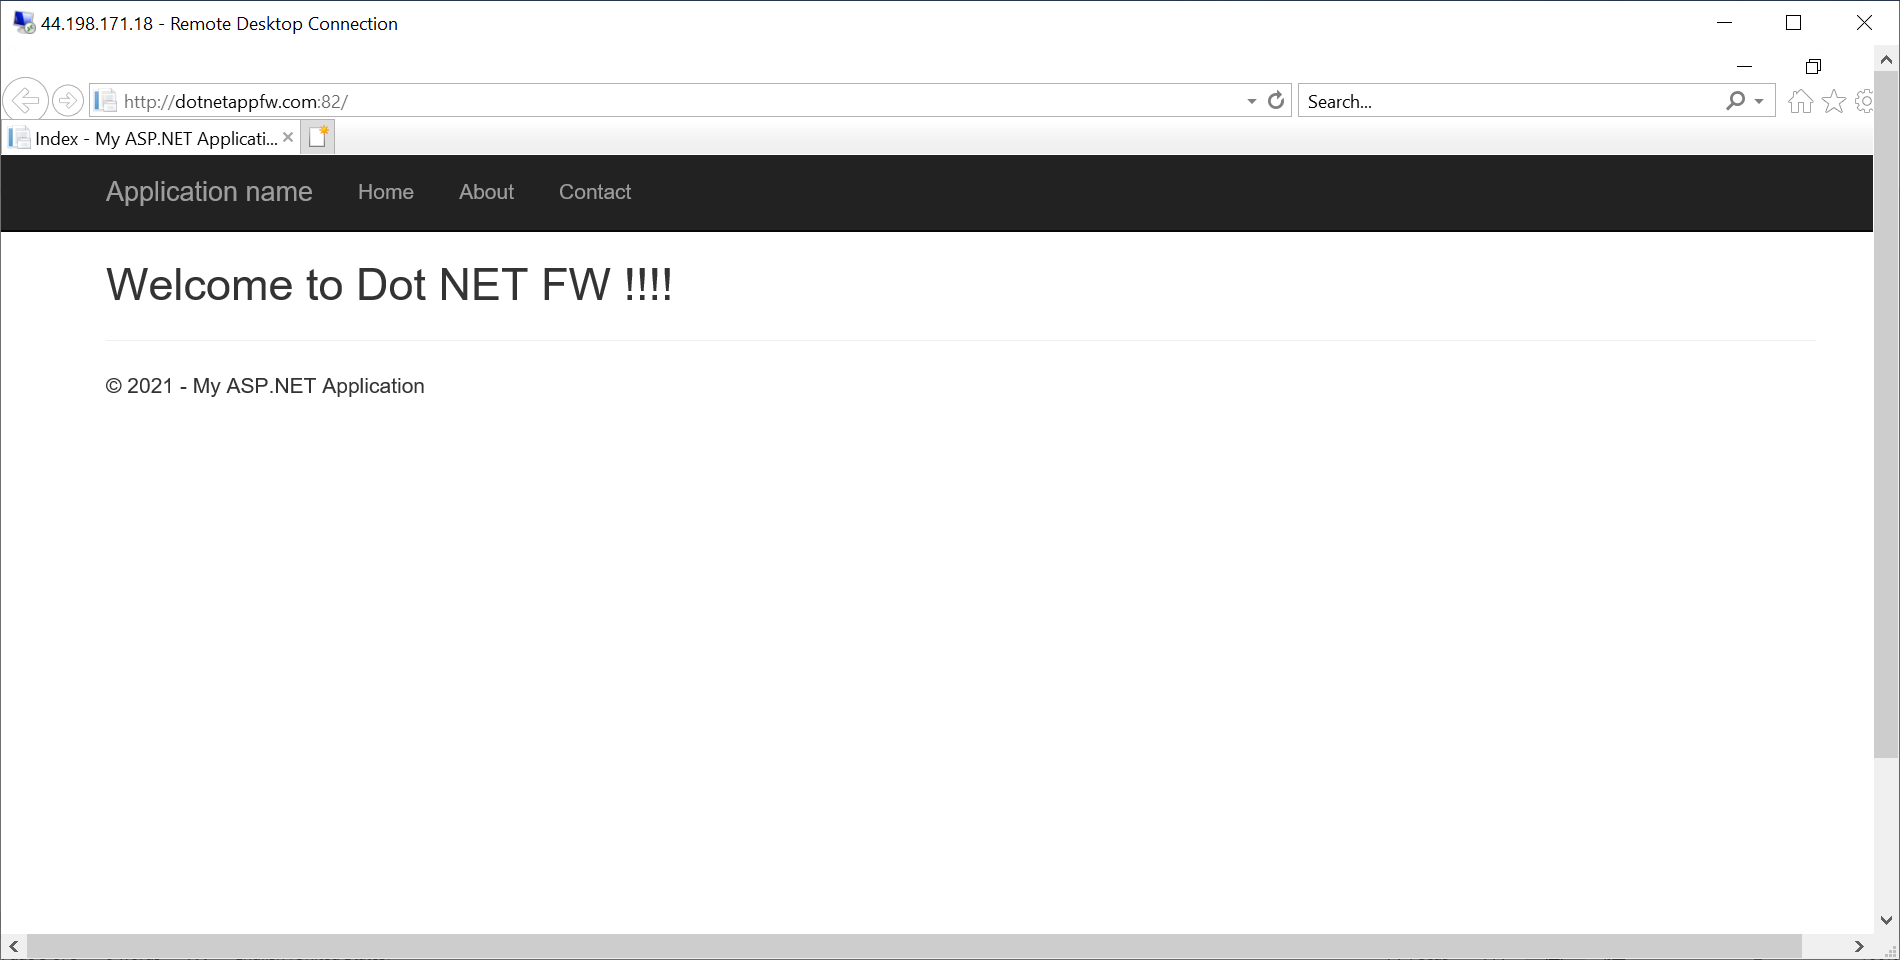 44.198.171.18 - Remote Desktop Connection
http://dotnetappfw.com:82/
Search...
Index - My ASP.NET Applicati...
Application name Home About Contact
Welcome to Dot NET FW !!!!
© 2021 - My ASP.NET Application